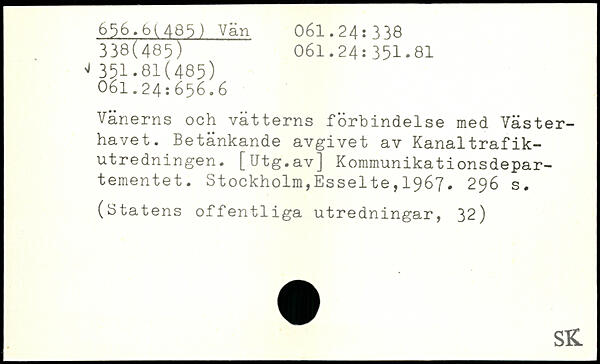 656.6(485) Vän 061.24:338
338(485) 061.24:351.81
√ 351.81(485)
061.24:656.6
Vänerns och vätterns förbindelse med Väster-
havet. Betänkande avgivet av Kanaltrafik-
utredningen. [Utg.av] Kommunikationsdepar-
tementet. Stockholm,Esselte,1967. 296 s.
(Statens offentliga utredningar, 32)
SK